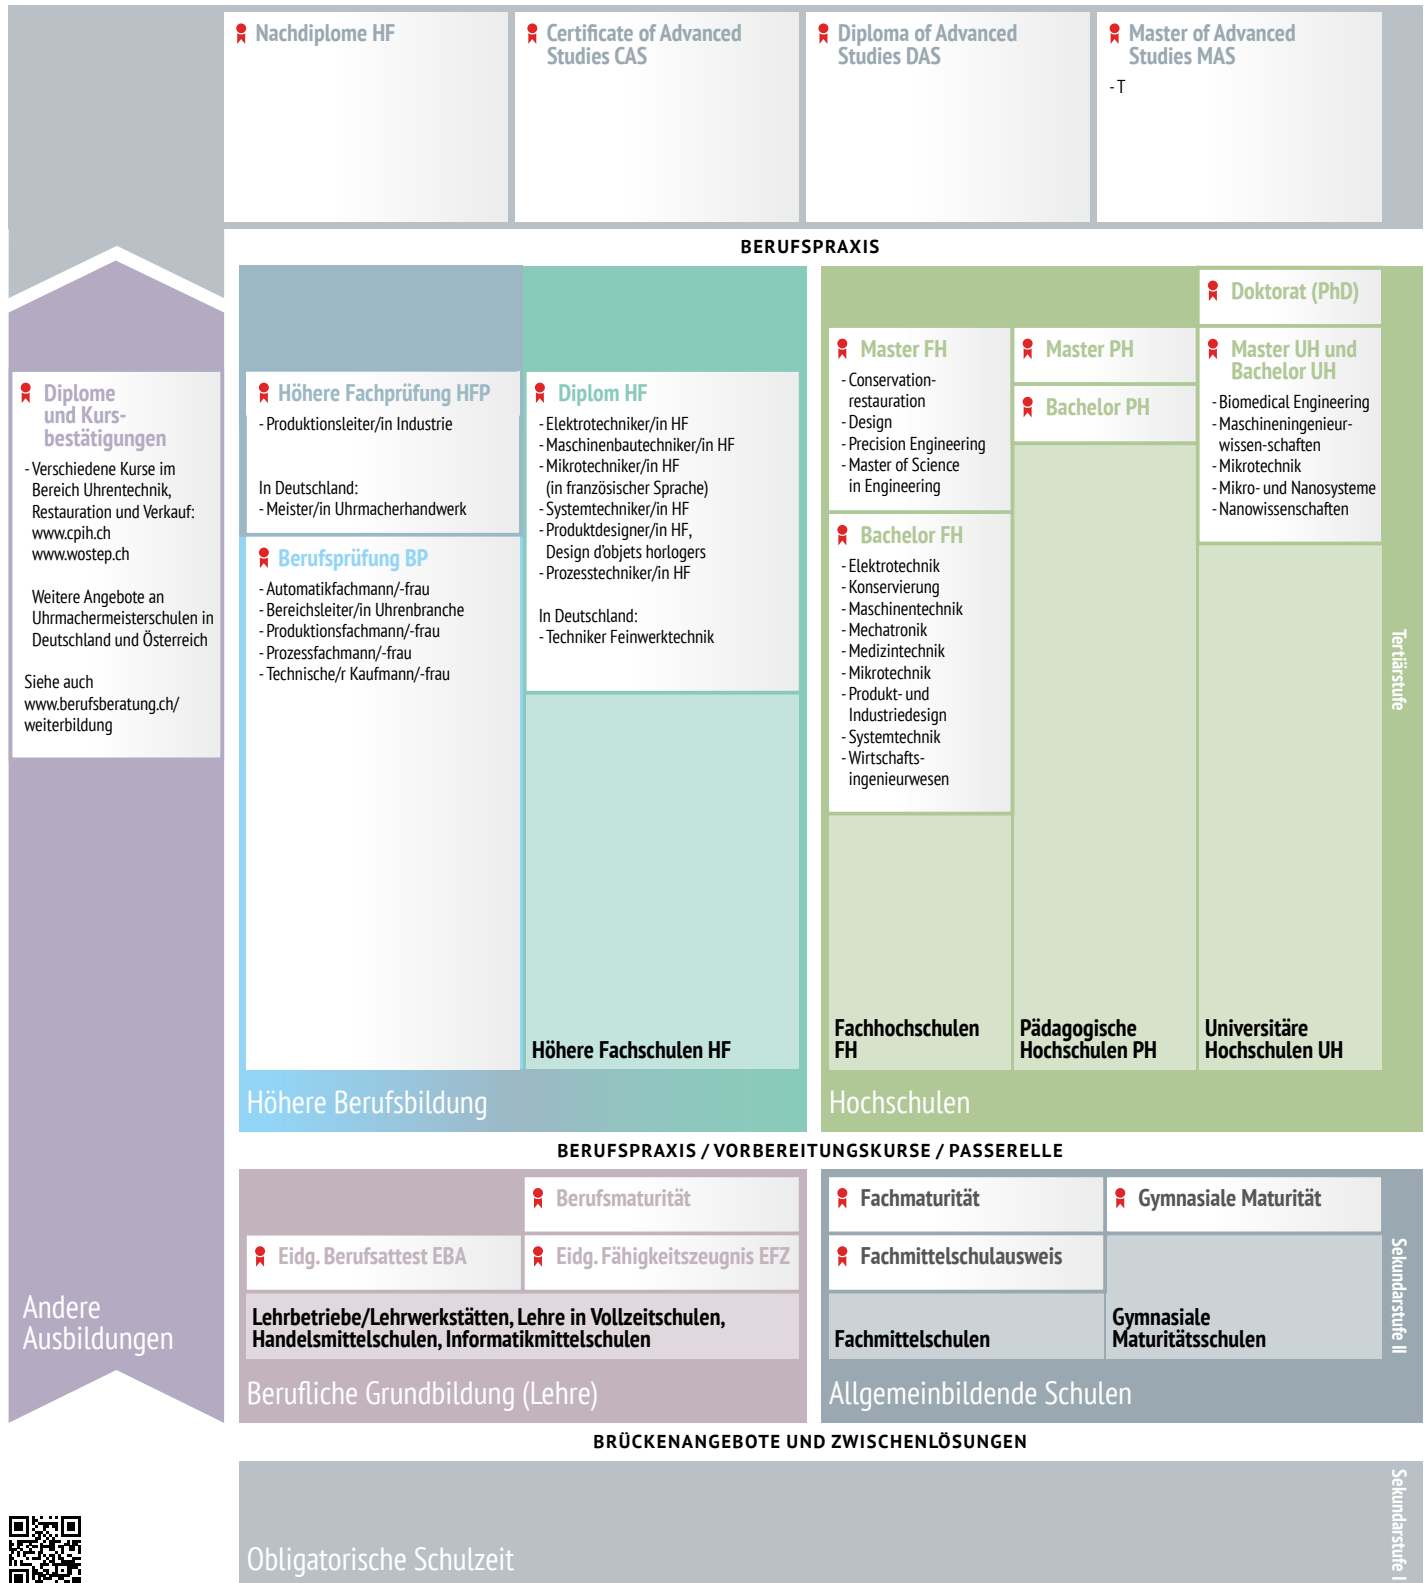 Nachdiplome HF
Certificate of Advanced
Studies CAS
Diploma of Advanced
Studies DAS
Master of Advanced
Studies MAS
- T
BERUFSPRAXIS
Diplome
und Kurs-
bestätigungen
- Verschiedene Kurse im
Bereich Uhrentechnik,
Restauration und Verkauf:
www.cpih.ch
www.wostep.ch
Weitere Angebote an
Uhrmachermeisterschulen in
Deutschland und Österreich
Siehe auch
www.berufsberatung.ch/
weiterbildung
Andere
Ausbildungen
Höhere Fachprüfung HFP
- Produktionsleiter/in Industrie
In Deutschland:
- Meister/in Uhrmacherhandwerk
Berufsprüfung BP
- Automatikfachmann/-frau
- Bereichsleiter/in Uhrenbranche
- Produktionsfachmann/-frau
- Prozessfachmann/-frau
- Technische/r Kaufmann/-frau
Diplom HF
- Elektrotechniker/in HF
- Maschinenbautechniker/in HF
- Mikrotechniker/in HF
(in französischer Sprache)
- Systemtechniker/in HF
- Produktdesigner/in HF,
Design d'objets horlogers
- Prozesstechniker/in HF
In Deutschland:
- Techniker Feinwerktechnik
Höhere Fachschulen HF
Höhere Berufsbildung
Master FH
- Conservation-
restauration
- Design
- Precision Engineering
- Master of Science
in Engineering
Bachelor FH
- Elektrotechnik
- Konservierung
- Maschinentechnik
- Mechatronik
- Medizintechnik
- Mikrotechnik
- Produkt- und
Industriedesign
- Systemtechnik
- Wirtschafts-
ingenieurwesen
Fachhochschulen
FH
Master PH
Bachelor PH
Pädagogische
Hochschulen PH
Doktorat (PhD)
Master UH und
Bachelor UH
- Biomedical Engineering
- Maschineningenieur-
wissen-schaften
- Mikrotechnik
- Mikro- und Nanosysteme
- Nanowissenschaften
Universitäre
Hochschulen UH
Hochschulen
Tertiärstufe
BERUFSPRAXIS / VORBEREITUNGSKURSE / PASSERELLE
Berufsmaturität
Eidg. Berufsattest EBA
Eidg. Fähigkeitszeugnis EFZ
Lehrbetriebe/Lehrwerkstätten, Lehre in Vollzeitschulen,
Handelsmittelschulen, Informatikmittelschulen
Berufliche Grundbildung (Lehre)
Fachmaturität
Gymnasiale Maturität
Fachmittelschulausweis
Fachmittelschulen
Gymnasiale
Maturitätsschulen
Allgemeinbildende Schulen
Sekundarstufe II
BRÜCKENANGEBOTE UND ZWISCHENLÖSUNGEN
Obligatorische Schulzeit
Sekundarstufe I